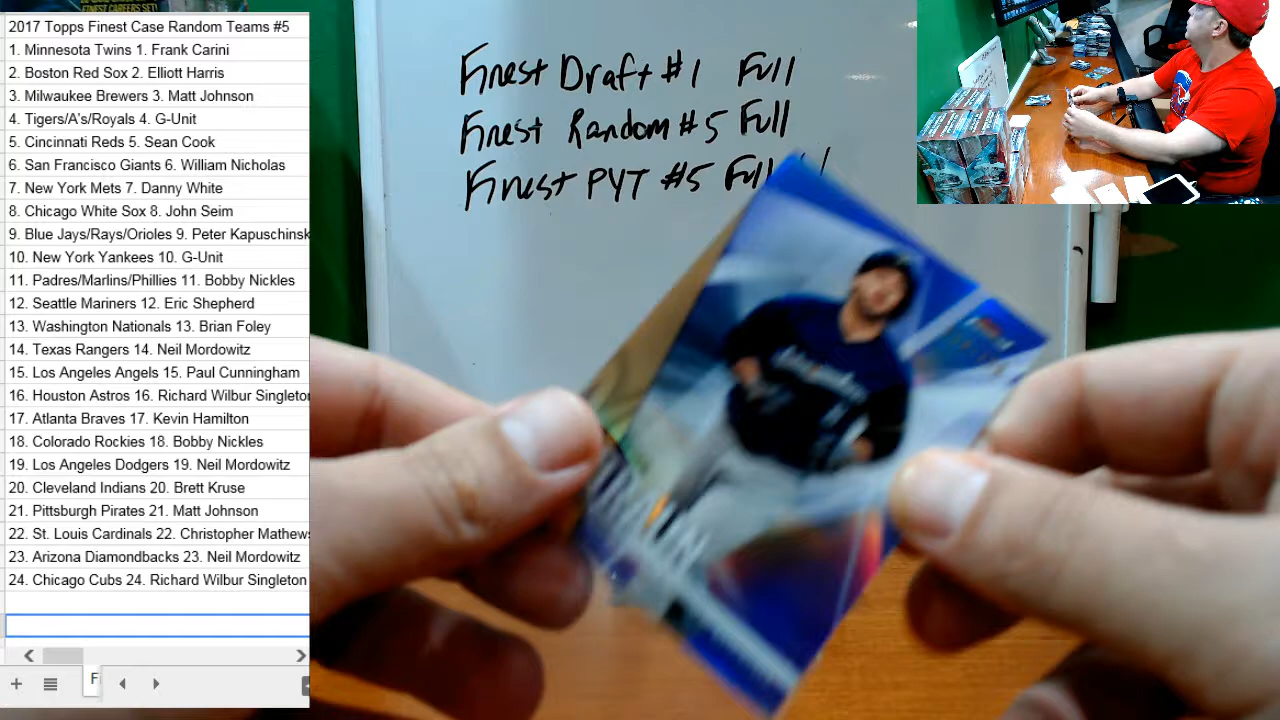 2017 Topps Finest Case Random Teams #5
1. Minnesota Twins 1. Frank Carini
2. Boston Red Sox 2. Elliott Harris
3. Milwaukee Brewers 3. Matt Johnson
4. Tigers/A's/Royals 4. G-Unit
5. Cincinnati Reds 5. Sean Cook
6. San Francisco Giants 6. William Nicholas
7. New York Mets 7. Danny White
8. Chicago White Sox 8. John Seim
9. Blue Jays/Rays/Orioles 9. Peter Kapuschinsk
10. New York Yankees 10. G-Unit
11. Padres/Marlins/Phillies 11. Bobby Nickles
12. Seattle Mariners 12. Eric Shepherd
13. Washington Nationals 13. Brian Foley
14. Texas Rangers 14. Neil Mordowitz
15. Los Angeles Angels 15. Paul Cunningham
16. Houston Astros 16. Richard Wilbur Singleton
17. Atlanta Braves 17. Kevin Hamilton
18. Colorado Rockies 18. Bobby Nickles
19. Los Angeles Dodgers 19. Neil Mordowitz
20. Cleveland Indians 20. Brett Kruse
21. Pittsburgh Pirates 21. Matt Johnson
22. St. Louis Cardinals 22. Christopher Mathews
23. Arizona Diamondbacks 23. Neil Mordowitz
24. Chicago Cubs 24. Richard Wilbur Singleton
Finest Draft #1 Full
Finest Random #5 Full
Finest PYT #5 Full